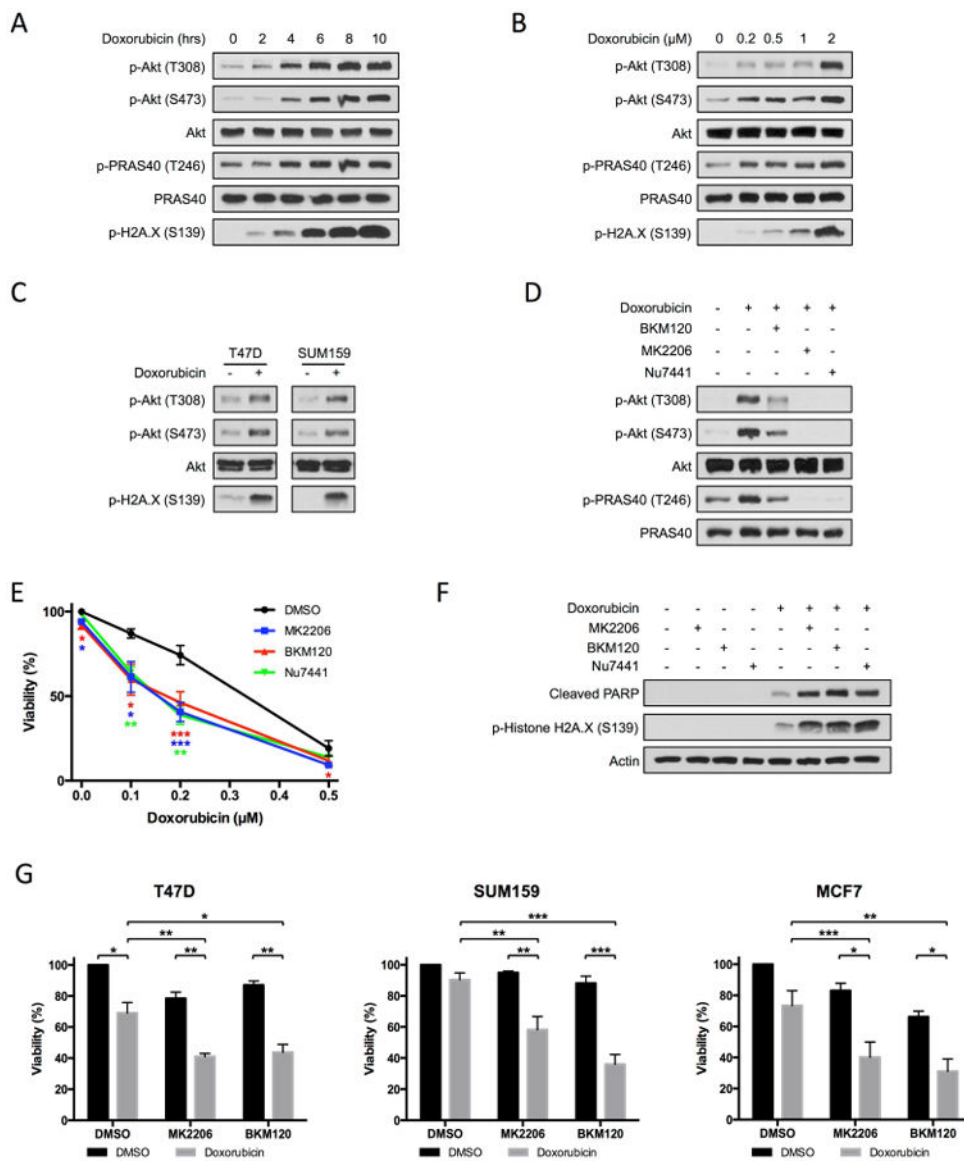 A
Doxorubicin (hrs) 0 2 4 6 8 10
p-Akt (T308)
p-Akt (S473)
Akt
p-PRAS40 (T246)
PRAS40
p-H2A.X (S139)
B
Doxorubicin (μM) 0 0.2 0.5 1 2
p-Akt (T308)
p-Akt (S473)
Akt
p-PRAS40 (T246)
PRAS40
p-H2A.X (S139)
C
T47D SUM159
Doxorubicin - + - +
p-Akt (T308)
p-Akt (S473)
Akt
p-H2A.X (S139)
D
Doxorubicin - + + + +
BKM120 - - + - -
MK2206 - - - + -
Nu7441 - - - - +
p-Akt (T308)
p-Akt (S473)
Akt
p-PRAS40 (T246)
PRAS40
E
Viability (%)
100
50
0
DMSO
MK2206
BKM120
Nu7441
*
*
*
*
**
***
***
**
*
0.0 0.1 0.2 0.3 0.4 0.5
Doxorubicin (μM)
F
Doxorubicin - - - - + + + +
MK2206 - + - - - + - -
BKM120 - - + - - - + -
Nu7441 - - - + - - - +
Cleaved PARP
p-Histone H2A.X (S139)
Actin
G
T47D
*
**
* ** **
Viability (%)
100
80
60
40
20
0
DMSO MK2206 BKM120
DMSO Doxorubicin
SUM159
***
**
** ***
Viability (%)
100
80
60
40
20
0
DMSO MK2206 BKM120
DMSO Doxorubicin
MCF7
**
***
* *
Viability (%)
100
80
60
40
20
0
DMSO MK2206 BKM120
DMSO Doxorubicin